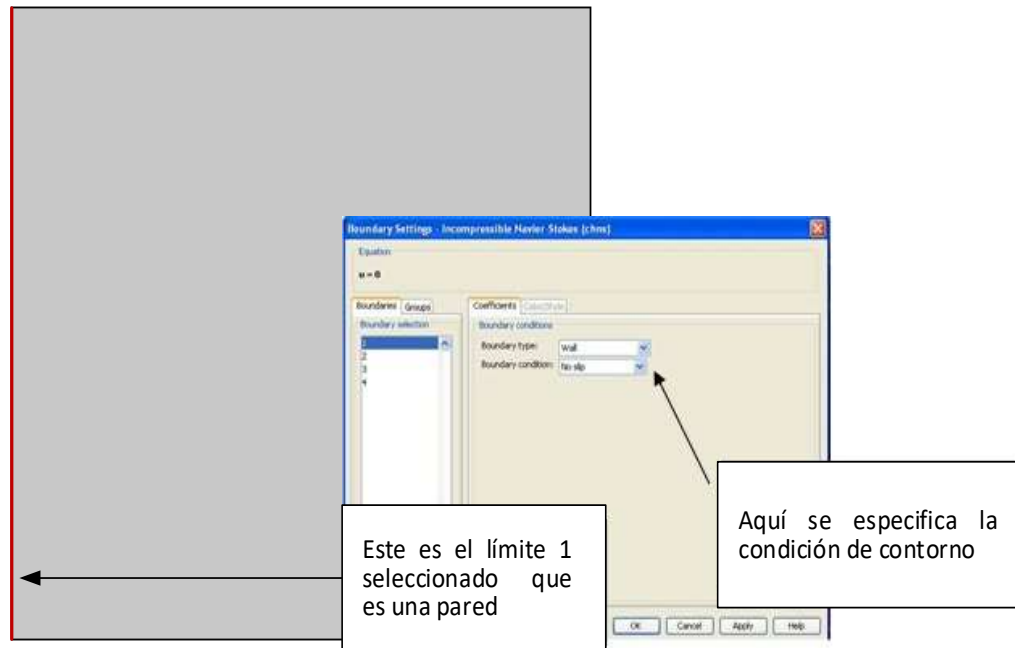 Boundary Settings - Incompressible Navier-Stokes (chns)
Equation
u = 0
Boundaries Groups
Coefficients
Boundary selection
1
2
3
4
Boundary conditions
Boundary type: Wall
Boundary condition: No slip
Aquí se especifica la
condición de contorno
Este es el límite 1
seleccionado que
es una pared
OK Cancel Apply Help